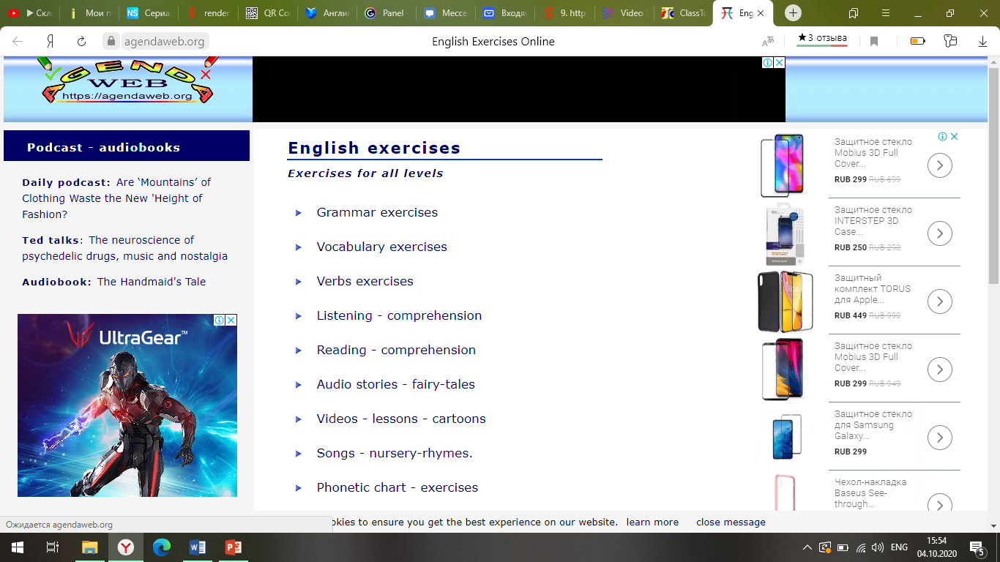 Скл
Мои п
Сериа
render
QR Co
Англи
Panel -
Мессе
Входя
9. http
Video
ClassTo
Eng
agendaweb.org
English Exercises Online
★3 отзыва
AGENDA
WEB
https://agendaweb.org
Podcast - audiobooks
Daily podcast: Are ‘Mountains’ of
Clothing Waste the New 'Height of
Fashion?
Ted talks: The neuroscience of
psychedelic drugs, music and nostalgia
Audiobook: The Handmaid's Tale
UltraGear™
English exercises
Exercises for all levels
Grammar exercises
Vocabulary exercises
Verbs exercises
Listening - comprehension
Reading - comprehension
Audio stories - fairy-tales
Videos - lessons - cartoons
Songs - nursery-rhymes.
Phonetic chart - exercises
Защитное стекло
Mobius 3D Full
Cover...
RUB 299 RUB 699
Защитное стекло
INTERSTEP 3D
Case...
RUB 250 RUB 290
Защитный
комплект TORUS
для Apple...
RUB 449 RUB 990
Защитное стекло
Mobius 3D Full
Cover...
RUB 299 RUB 949
Защитное стекло
для Samsung
Galaxy...
RUB 299
Чехол-накладка
Baseus See-
through...
Ожидается agendaweb.org
okies to ensure you get the best experience on our website. learn more close message
ENG
15:54
04.10.2020
5